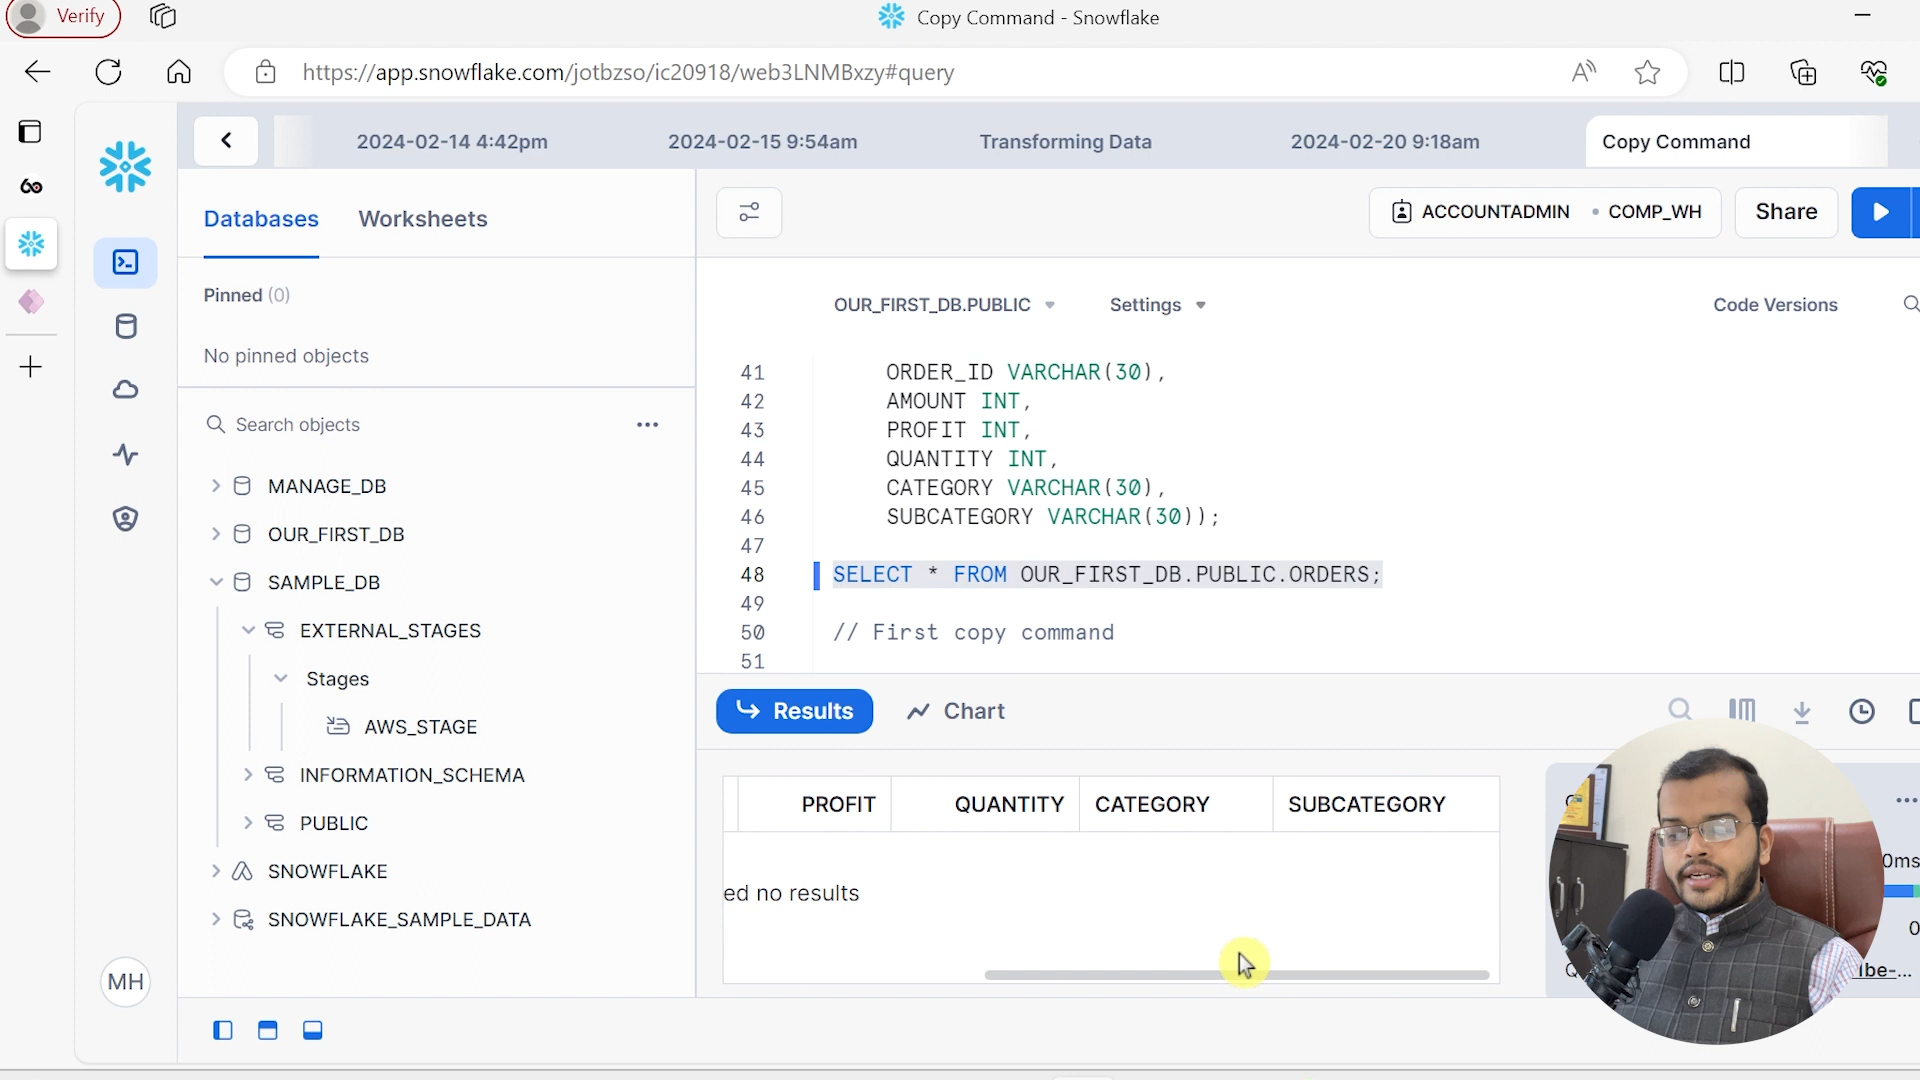 Verify
Copy Command - Snowflake
https://app.snowflake.com/jotbzso/ic20918/web3LNMBxzy#query
2024-02-14 4:42pm
2024-02-15 9:54am
Transforming Data
2024-02-20 9:18am
Copy Command
Databases
Worksheets
ACCOUNTADMIN • COMP_WH
Share
Pinned (0)
No pinned objects
OUR_FIRST_DB.PUBLIC
Settings
Code Versions
Search objects
MANAGE_DB
OUR_FIRST_DB
SAMPLE_DB
EXTERNAL_STAGES
Stages
AWS_STAGE
INFORMATION_SCHEMA
PUBLIC
SNOWFLAKE
SNOWFLAKE_SAMPLE_DATA
MH
41 ORDER_ID VARCHAR(30),
42 AMOUNT INT,
43 PROFIT INT,
44 QUANTITY INT,
45 CATEGORY VARCHAR(30),
46 SUBCATEGORY VARCHAR(30));
47
48 SELECT * FROM OUR_FIRST_DB.PUBLIC.ORDERS;
49
50 // First copy command
51
Results
Chart
PROFIT QUANTITY CATEGORY SUBCATEGORY
ed no results
0ms